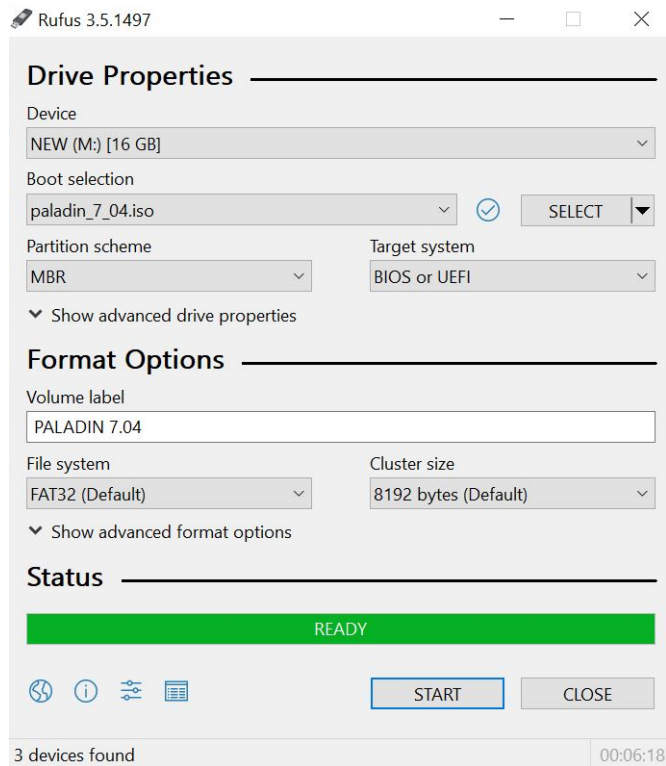 Rufus 3.5.1497
Drive Properties
Device
NEW (M:) [16 GB]
Boot selection
paladin_7_04.iso
SELECT
Partition scheme
Target system
MBR
BIOS or UEFI
Show advanced drive properties
Format Options
Volume label
PALADIN 7.04
File system
Cluster size
FAT32 (Default)
8192 bytes (Default)
Show advanced format options
Status
READY
START
CLOSE
3 devices found
00:06:18